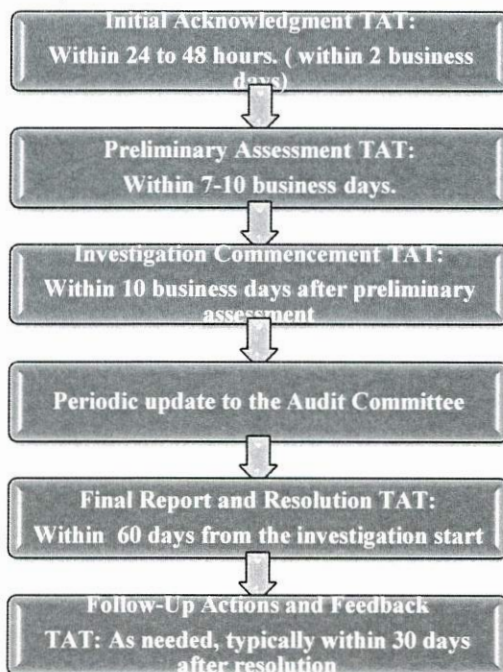 Initial Acknowledgment TAT:
Within 24 to 48 hours. ( within 2 business
days)
Preliminary Assessment TAT:
Within 7-10 business days.
Investigation Commencement TAT:
Within 10 business days after preliminary
assessment
Periodic update to the Audit Committee
Final Report and Resolution TAT:
Within 60 days from the investigation start
Follow-Up Actions and Feedback
TAT: As needed, typically within 30 days
after resolution